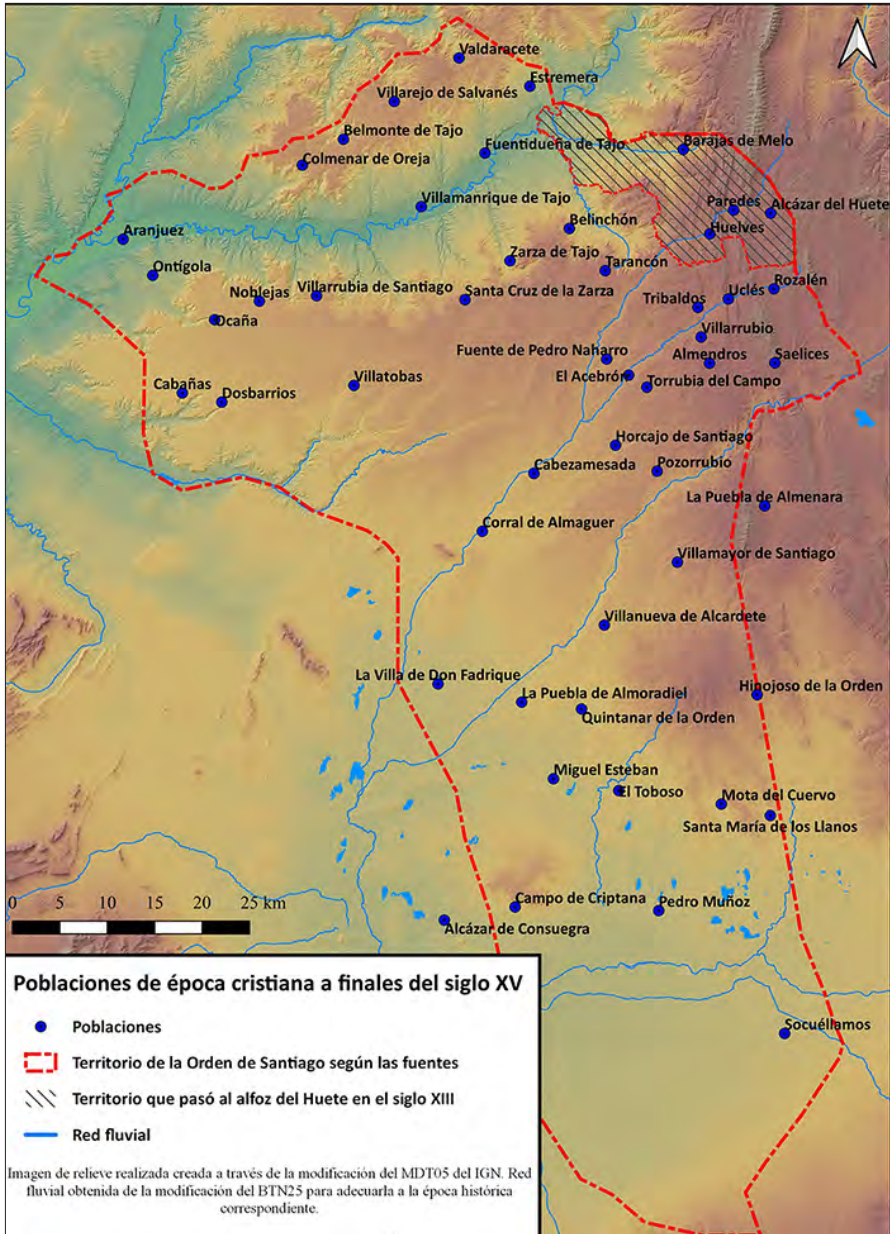 Valdaracete
Estremera
Villarejo de Salvanés
Belmonte de Tajo
Fuentidueña de Tajo
Barajas de Melo
Colmenar de Oreja
Villamanrique de Tajo
Paredes
Alcázar del Huete
Belinchón
Huelves
Aranjuez
Zarza de Tajo
Ontígola
Tarancón
Rozalén
Noblejas
Villarrubia de Santiago
Santa Cruz de la Zarza
Tribaldos
Uclés
Ocaña
Villarrubio
Fuente de Pedro Naharro
Almendros
Saelices
El Acebrón
Cabañas
Dosbarrios
Villatobas
Torrubia del Campo
Horcajo de Santiago
Cabezamesada
Pozorrubio
La Puebla de Almenara
Corral de Almaguer
Villamayor de Santiago
Villanueva de Alcardete
La Villa de Don Fadrique
Hinojoso de la Orden
La Puebla de Almoradiel
Quintanar de la Orden
Miguel Esteban
El Toboso
Mota del Cuervo
Santa María de los Llanos
0 5 10 15 20 25 km
Campo de Criptana
Pedro Muñoz
Alcázar de Consuegra
Socuéllamos
Poblaciones de época cristiana a finales del siglo XV
Poblaciones
Territorio de la Orden de Santiago según las fuentes
Territorio que pasó al alfoz del Huete en el siglo XIII
Red fluvial
Imagen de relieve realizada creada a través de la modificación del MDT05 del IGN. Red
fluvial obtenida de la modificación del BTN25 para adecuarla a la época histórica
correspondiente.